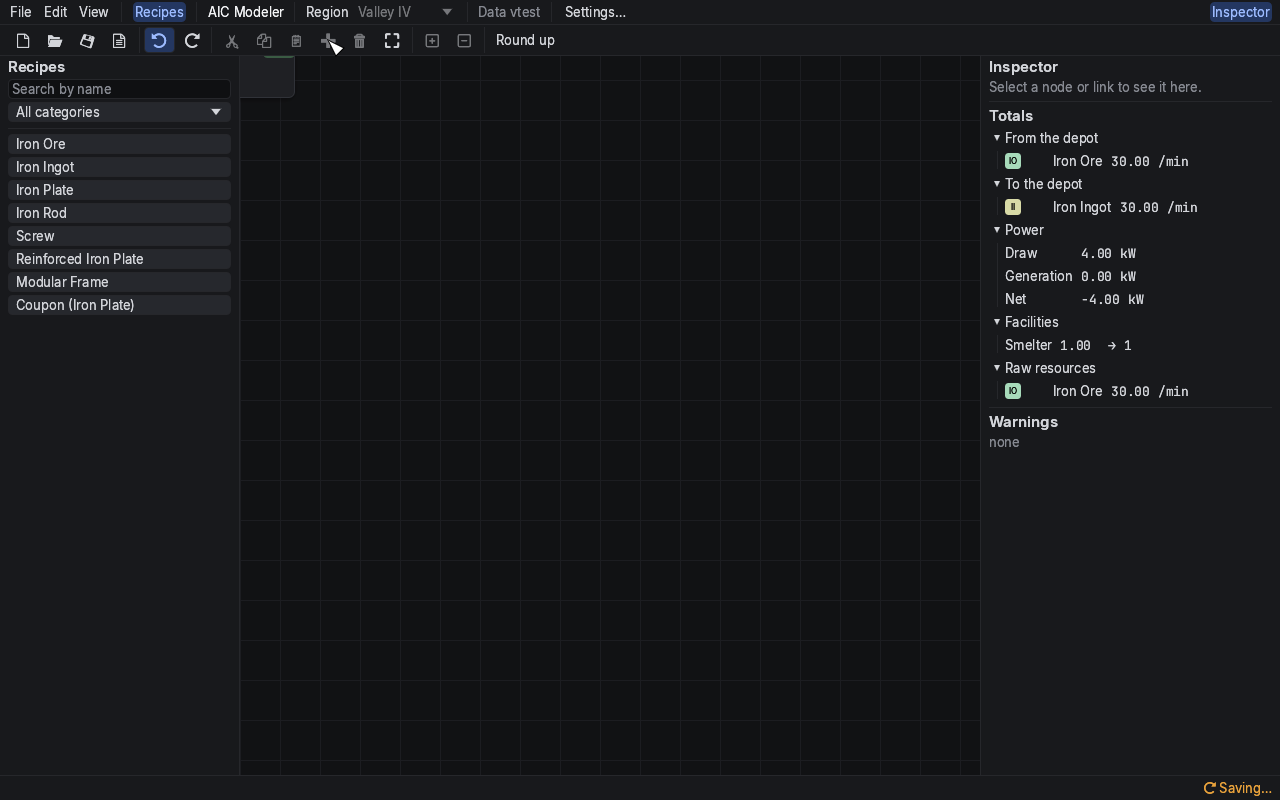 File Edit View Recipes AIC Modeler Region Valley IV Data vtest Settings... Inspector
Round up
Recipes
Search by name
All categories
Iron Ore
Iron Ingot
Iron Plate
Iron Rod
Screw
Reinforced Iron Plate
Modular Frame
Coupon (Iron Plate)
Inspector
Select a node or link to see it here.
Totals
From the depot
IO Iron Ore 30.00 /min
To the depot
II Iron Ingot 30.00 /min
Power
Draw 4.00 kW
Generation 0.00 kW
Net -4.00 kW
Facilities
Smelter 1.00 → 1
Raw resources
IO Iron Ore 30.00 /min
Warnings
none
Saving...